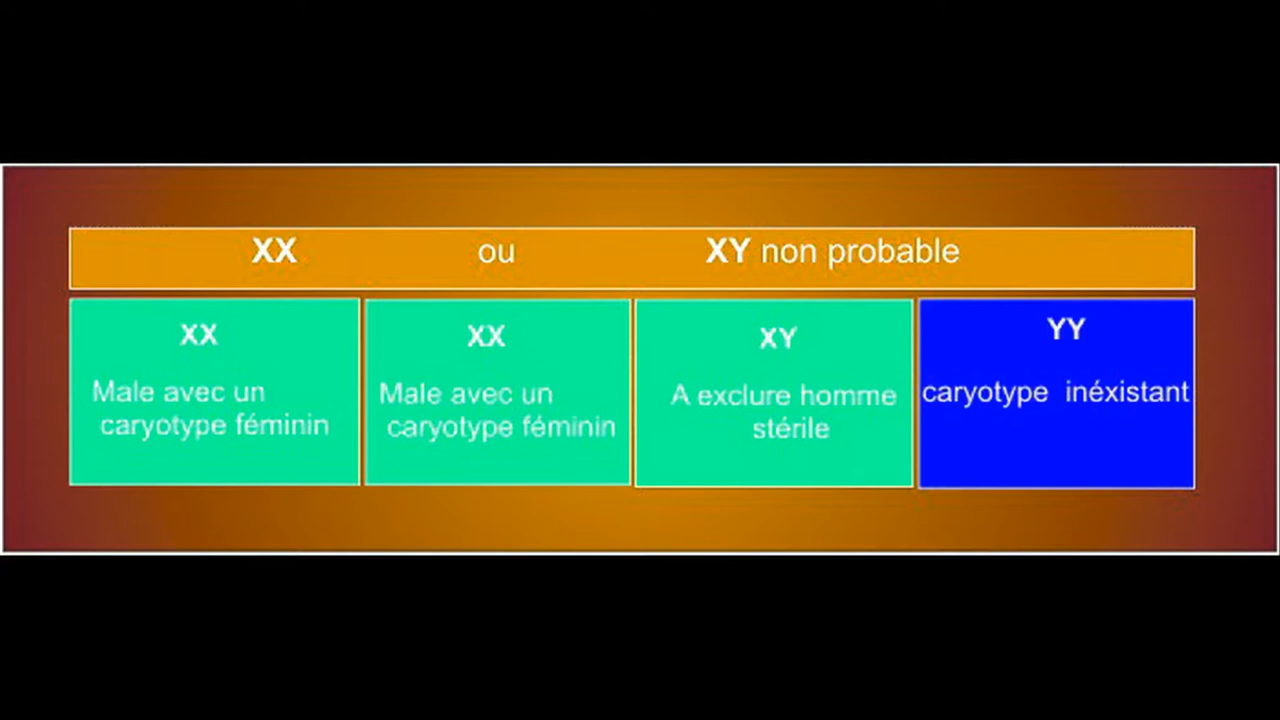 XX ou XY non probable
XX
Male avec un
caryotype féminin
XX
Male avec un
caryotype féminin
XY
A exclure homme
stérile
YY
caryotype inéxistant